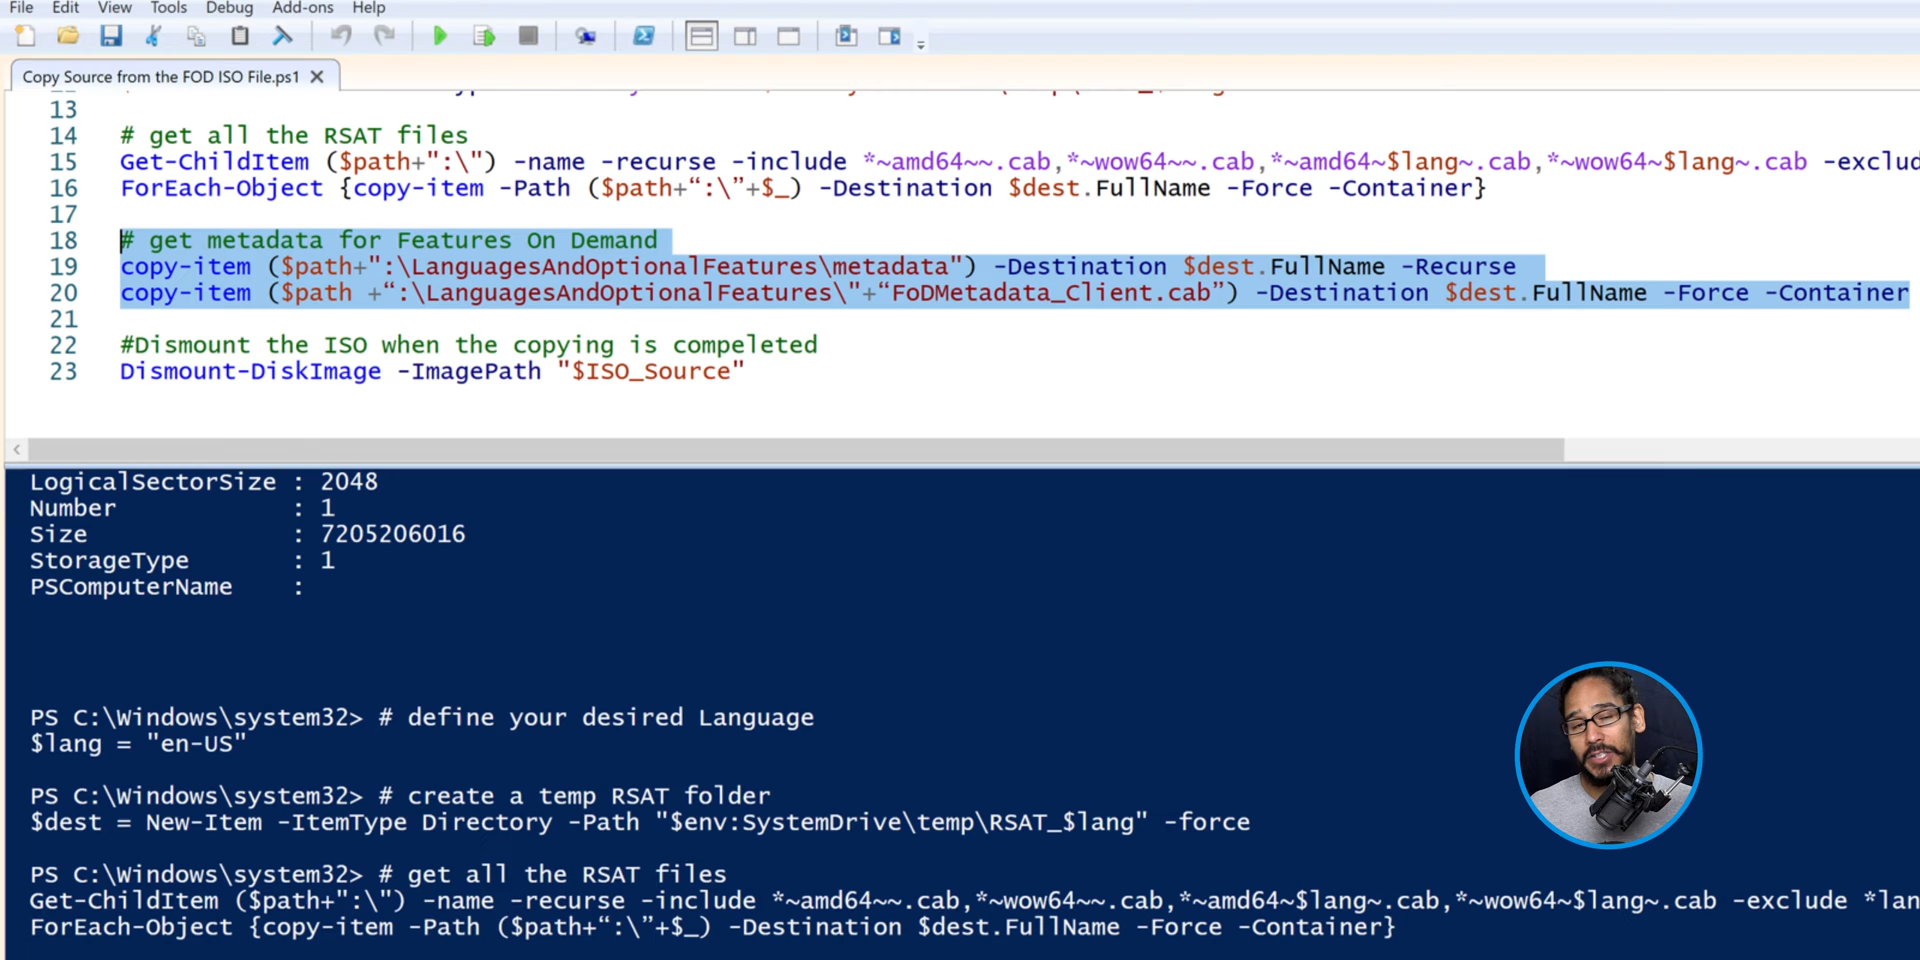 File Edit View Tools Debug Add-ons Help
Copy Source from the FOD ISO File.ps1
13
14 # get all the RSAT files
15 Get-ChildItem ($path+":\") -name -recurse -include *~amd64~~.cab,*~wow64~~.cab,*~amd64~$lang~.cab,*~wow64~$lang~.cab -exclud
16 ForEach-Object {copy-item -Path ($path+“:\”+$_) -Destination $dest.FullName -Force -Container}
17
18 # get metadata for Features On Demand
19 copy-item ($path+":\LanguagesAndOptionalFeatures\metadata") -Destination $dest.FullName -Recurse
20 copy-item ($path +“:\LanguagesAndOptionalFeatures\"+“FoDMetadata_Client.cab”) -Destination $dest.FullName -Force -Container
21
22 #Dismount the ISO when the copying is compeleted
23 Dismount-DiskImage -ImagePath "$ISO_Source"
LogicalSectorSize : 2048
Number : 1
Size : 7205206016
StorageType : 1
PSComputerName :
PS C:\Windows\system32> # define your desired Language
$lang = "en-US"
PS C:\Windows\system32> # create a temp RSAT folder
$dest = New-Item -ItemType Directory -Path "$env:SystemDrive\temp\RSAT_$lang" -force
PS C:\Windows\system32> # get all the RSAT files
Get-ChildItem ($path+":\") -name -recurse -include *~amd64~~.cab,*~wow64~~.cab,*~amd64~$lang~.cab,*~wow64~$lang~.cab -exclude *lan
ForEach-Object {copy-item -Path ($path+“:\”+$_) -Destination $dest.FullName -Force -Container}